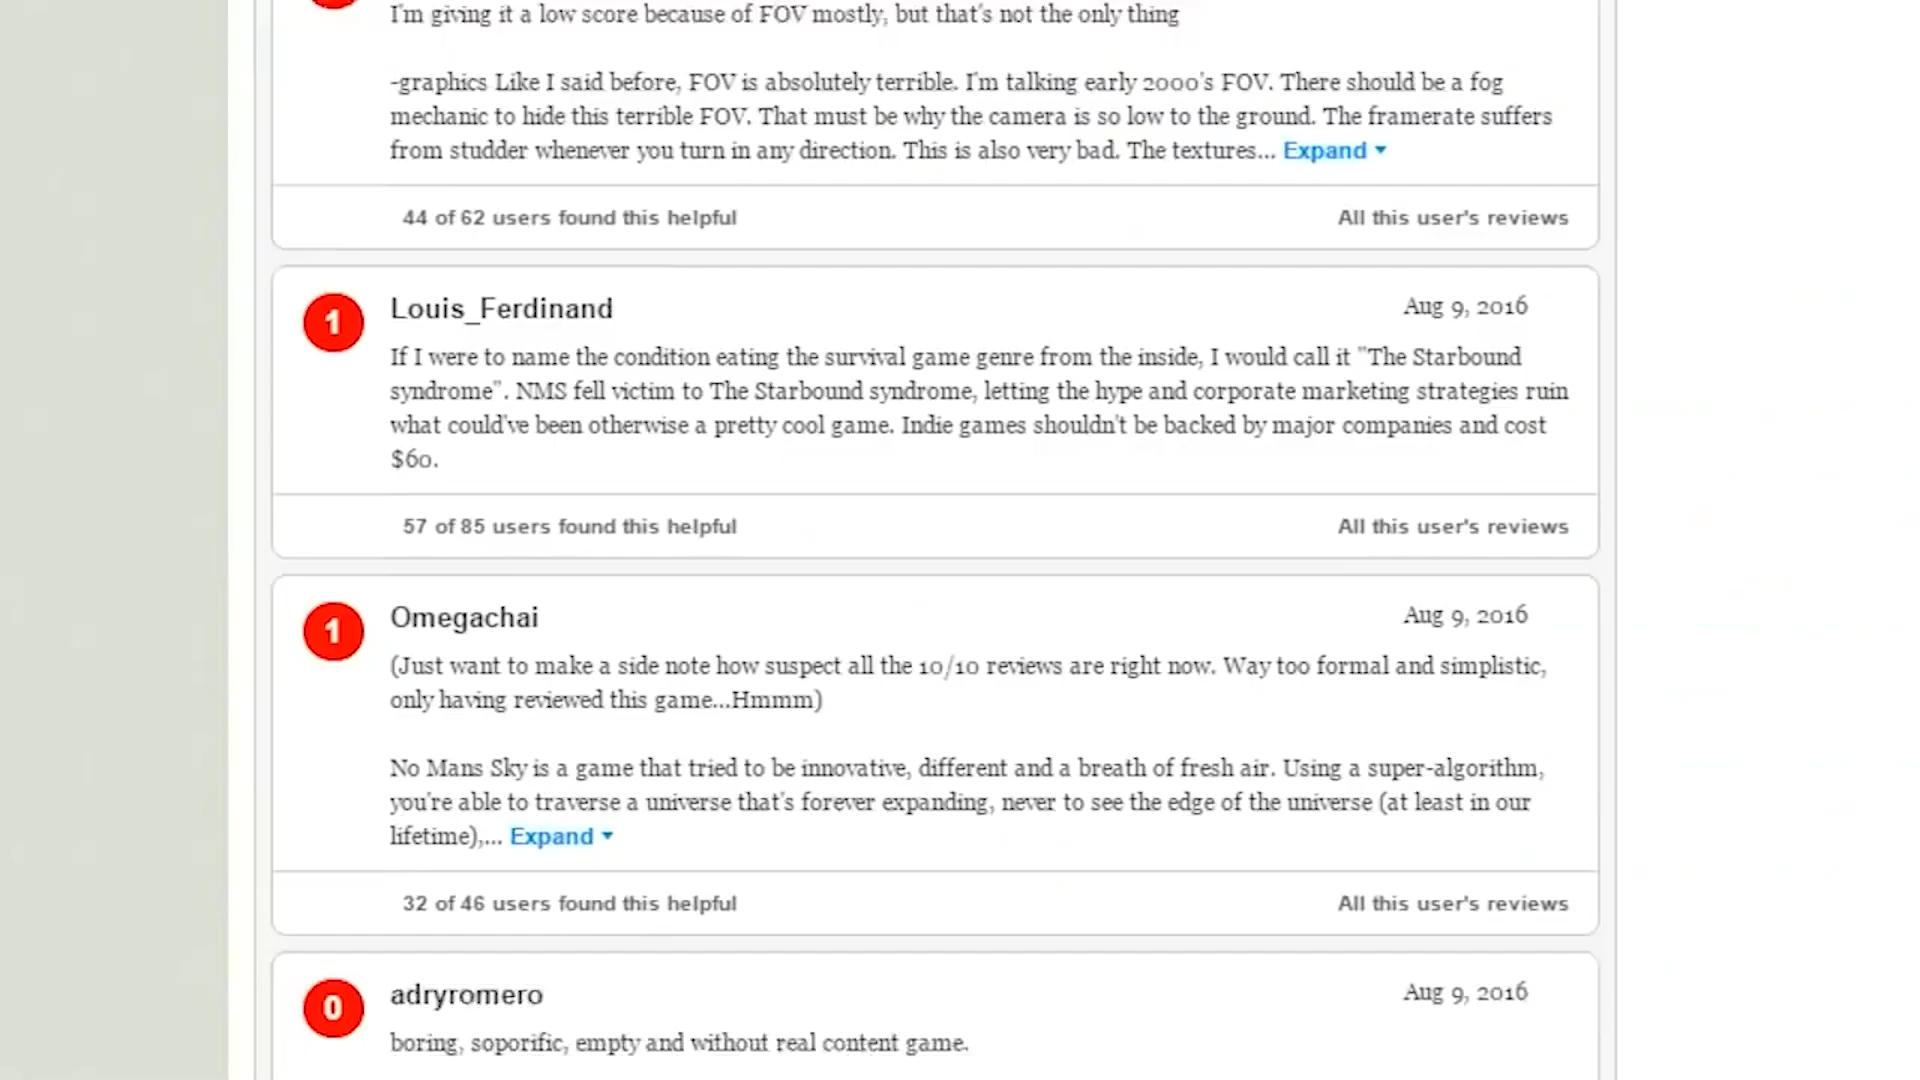 I'm giving it a low score because of FOV mostly, but that's not the only thing
-graphics Like I said before, FOV is absolutely terrible. I'm talking early 2000's FOV. There should be a fog
mechanic to hide this terrible FOV. That must be why the camera is so low to the ground. The framerate suffers
from studder whenever you turn in any direction. This is also very bad. The textures... Expand
44 of 62 users found this helpful
All this user's reviews
1
Louis_Ferdinand
Aug 9, 2016
If I were to name the condition eating the survival game genre from the inside, I would call it "The Starbound
syndrome". NMS fell victim to The Starbound syndrome, letting the hype and corporate marketing strategies ruin
what could've been otherwise a pretty cool game. Indie games shouldn't be backed by major companies and cost
$60.
57 of 85 users found this helpful
All this user's reviews
1
Omegachai
Aug 9, 2016
(Just want to make a side note how suspect all the 10/10 reviews are right now. Way too formal and simplistic,
only having reviewed this game...Hmmm)
No Mans Sky is a game that tried to be innovative, different and a breath of fresh air. Using a super-algorithm,
you're able to traverse a universe that's forever expanding, never to see the edge of the universe (at least in our
lifetime),... Expand
32 of 46 users found this helpful
All this user's reviews
0
adryromero
Aug 9, 2016
boring, soporific, empty and without real content game.